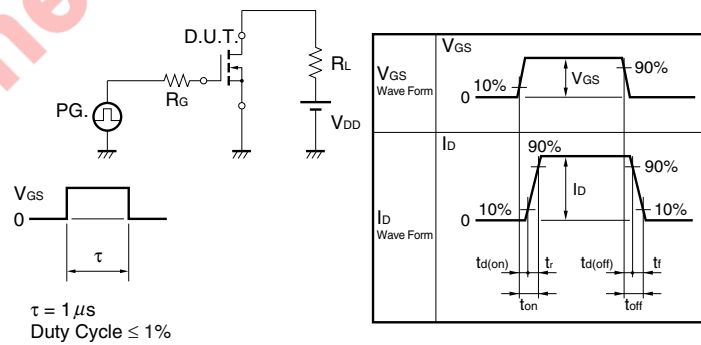 D.U.T.
RL
RG
PG.
VDD
VGS
0
τ
τ = 1 μs
Duty Cycle ≤ 1%
VGS
Wave Form
VGS
10%
0
VGS
90%
ID
Wave Form
ID
90%
90%
ID
10%
0
10%
td(on)
tr
td(off)
tf
ton
toff